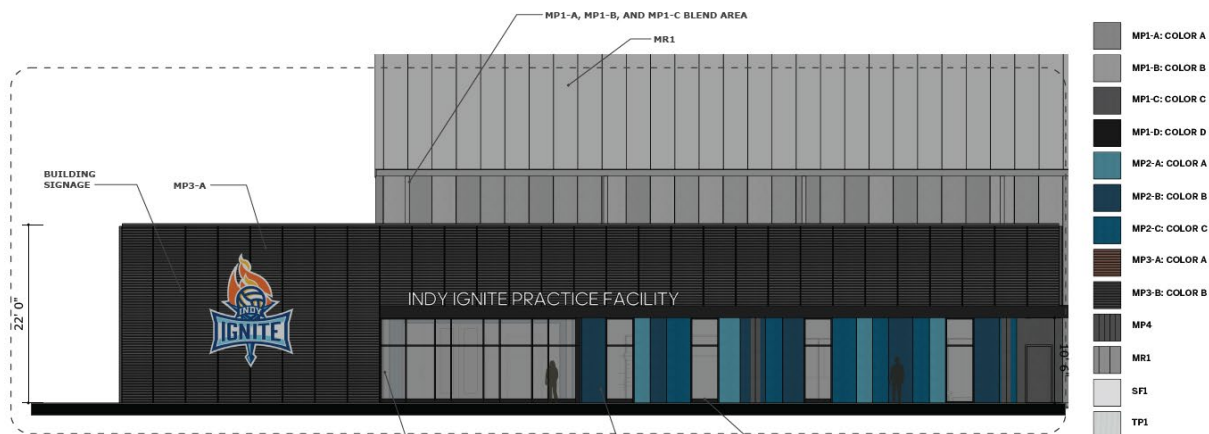 MP1-A, MP1-B, AND MP1-C BLEND AREA
MR1
BUILDING
SIGNAGE
MP3-A
22' 0"
INDY
IGNITE
INDY IGNITE PRACTICE FACILITY
10' 6"
MP1-A: COLOR A
MP1-B: COLOR B
MP1-C: COLOR C
MP1-D: COLOR D
MP2-A: COLOR A
MP2-B: COLOR B
MP2-C: COLOR C
MP3-A: COLOR A
MP3-B: COLOR B
MP4
MR1
SF1
TP1